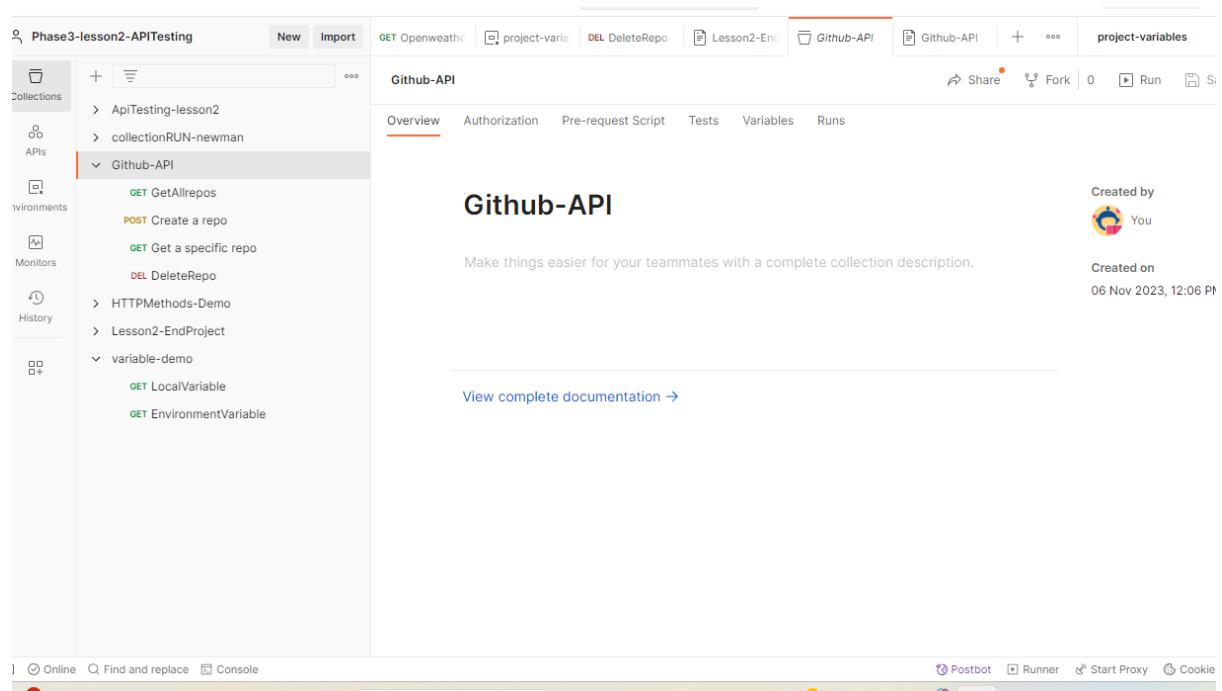 Phase3-lesson2-APITesting New Import GET Openweathe project-varia DEL DeleteRepo Lesson2-End Github-API Github-API project-variables
Collections
APIs
nvironments
Monitors
History
ApiTesting-lesson2
collectionRUN-newman
Github-API
GET GetAllrepos
POST Create a repo
GET Get a specific repo
DEL DeleteRepo
HTTPMethods-Demo
Lesson2-EndProject
variable-demo
GET LocalVariable
GET EnvironmentVariable
Github-API Share Fork 0 Run Sa
Overview Authorization Pre-request Script Tests Variables Runs
Github-API
Make things easier for your teammates with a complete collection description.
View complete documentation →
Created by
You
Created on
06 Nov 2023, 12:06 PM
Online Find and replace Console Postbot Runner Start Proxy Cookie